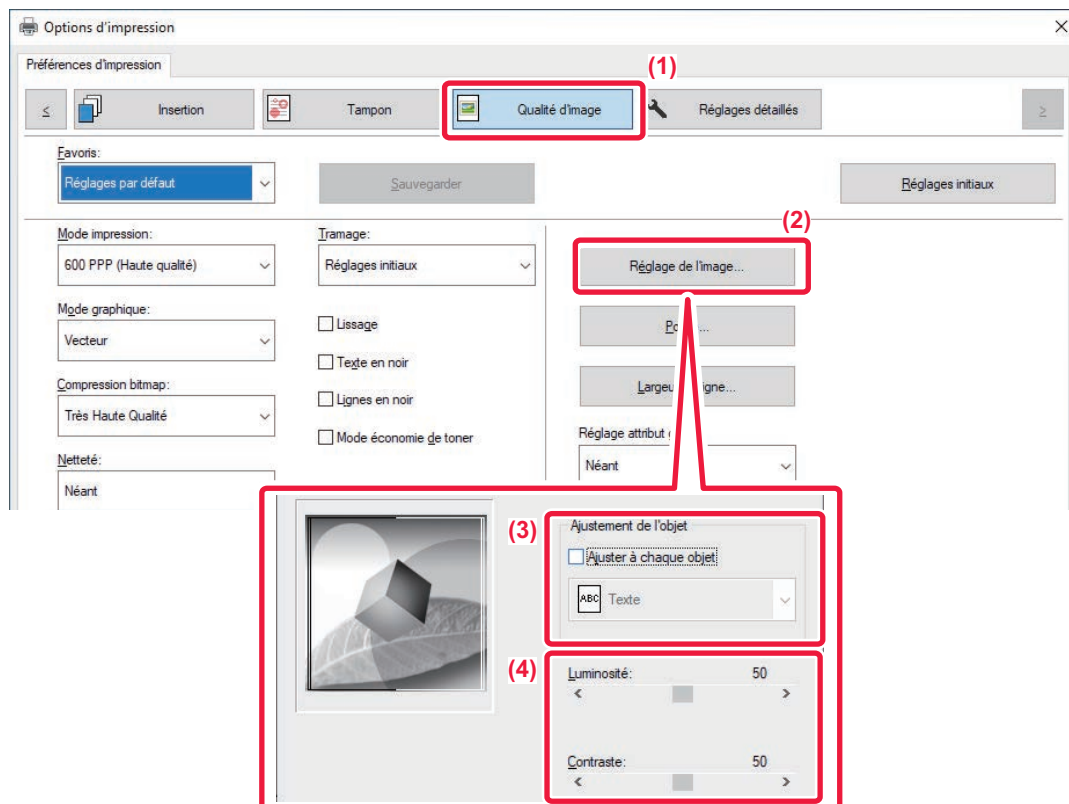 Options d'impression
Préférences d'impression
(1)
< Insertion Tampon Qualité d'image Réglages détaillés >
Favoris:
Réglages par défaut Sauvegarder Réglages initiaux
(2)
Mode impression: Tramage:
600 PPP (Haute qualité) Réglages initiaux Réglage de l'image...
Mode graphique:
Vecteur Lissage
Texte en noir
Compression bitmap:
Très Haute Qualité Lignes en noir
Mode économie de toner Réglage attribut
Netteté:
Néant Néant
(3) Ajustement de l'objet
Ajuster à chaque objet
ABC Texte
(4) Luminosité: 50
< >
Contraste: 50
< >